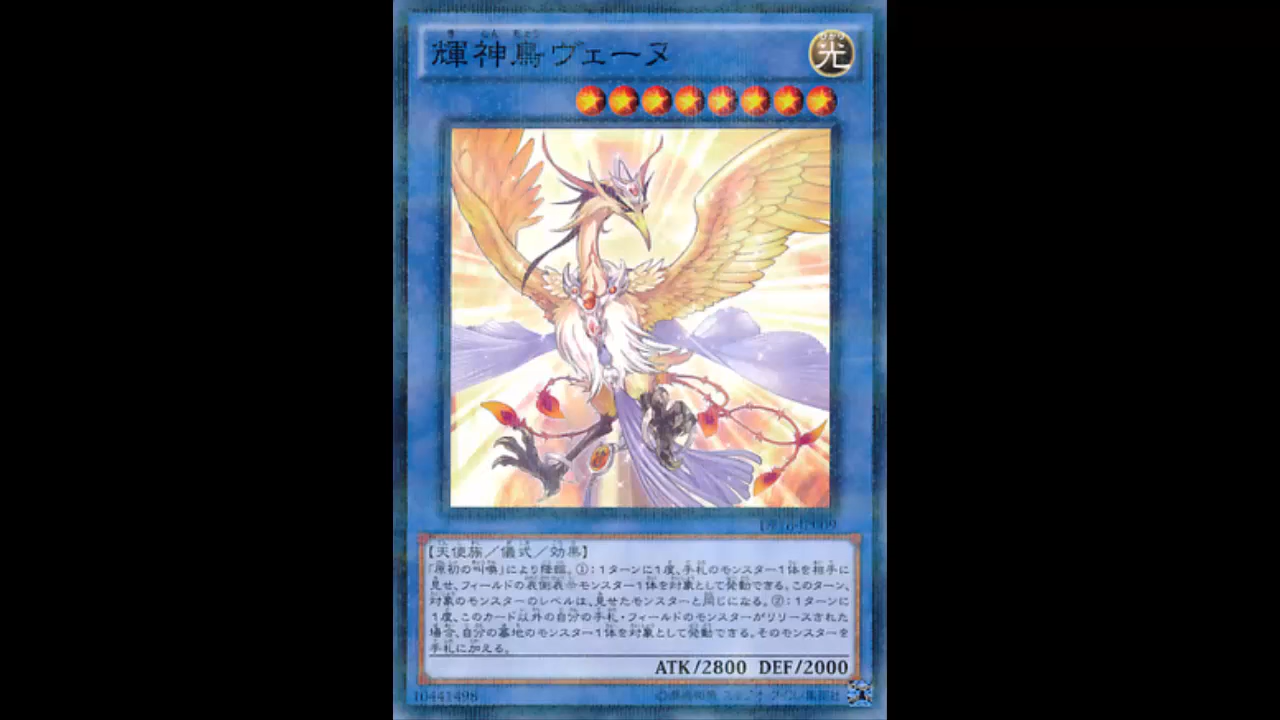 輝神鳥ヴェーヌ
光
【天使族／儀式／効果】
「原初の叫喚」により降臨。①：1ターンに1度、手札のモンスター1体を相手に
見せ、フィールドの表側表示モンスター1体を対象として発動できる。このターン、
対象のモンスターのレベルは、見せたモンスターと同じになる。②：1ターンに
1度、このカード以外の自分の手札・フィールドのモンスターがリリースされた
場合、自分の墓地のモンスター1体を対象として発動できる。そのモンスターを
手札に加える。
ATK/2800 DEF/2000
10441498